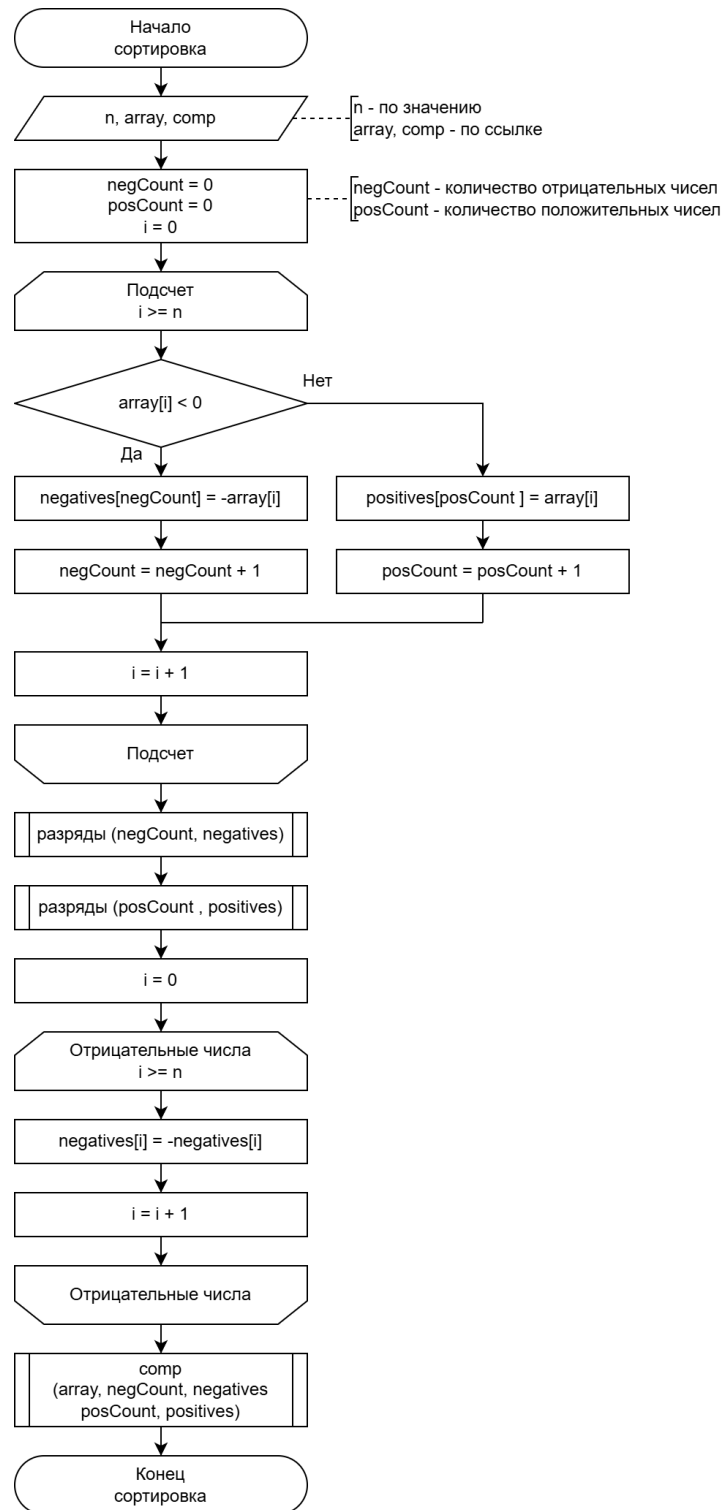 Начало
сортировка
n, array, comp
n - по значению
array, comp - по ссылке
negCount = 0
posCount = 0
i = 0
negCount - количество отрицательных чисел
posCount - количество положительных чисел
Подсчет
i >= n
array[i] < 0
Нет
Да
negatives[negCount] = -array[i]
positives[posCount ] = array[i]
negCount = negCount + 1
posCount = posCount + 1
i = i + 1
Подсчет
разряды (negCount, negatives)
разряды (posCount , positives)
i = 0
Отрицательные числа
i >= n
negatives[i] = -negatives[i]
i = i + 1
Отрицательные числа
comp
(array, negCount, negatives
posCount, positives)
Конец
сортировка